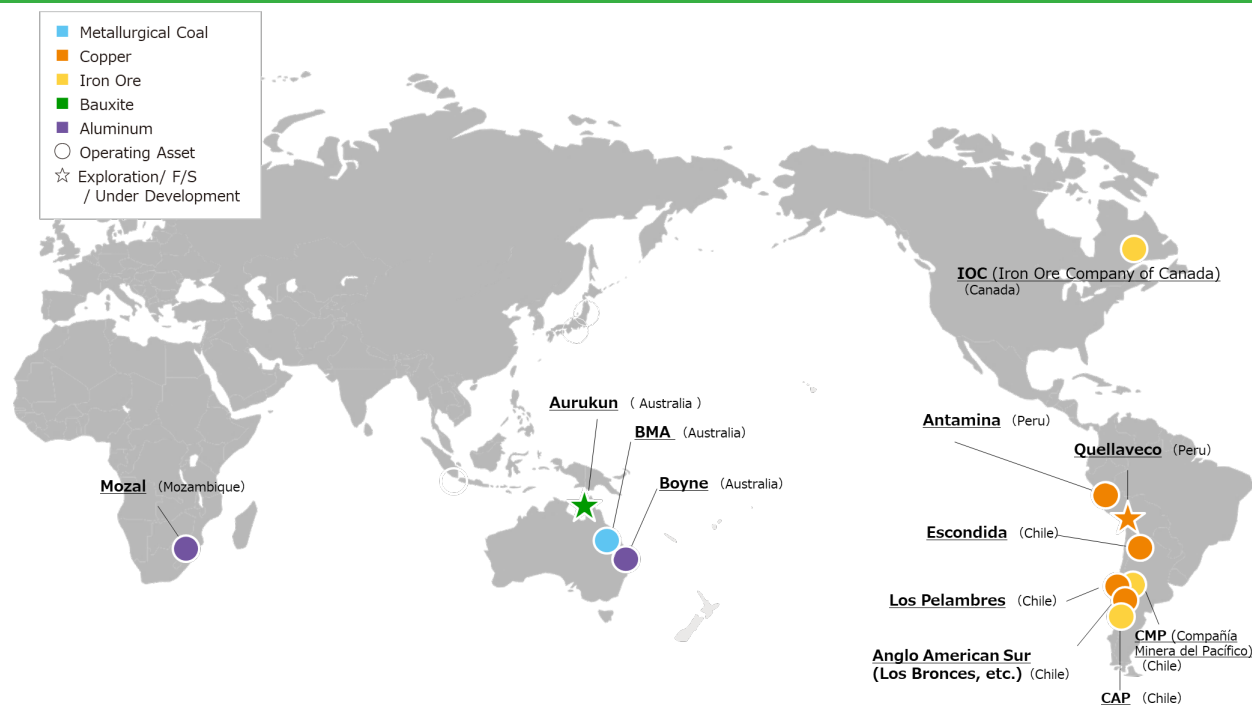 Metallurgical Coal
Copper
Iron Ore
Bauxite
Aluminum
Operating Asset
Exploration/ F/S
/ Under Development
IOC (Iron Ore Company of Canada)
(Canada)
Aurukun ( Australia )
BMA (Australia)
Boyne (Australia)
Mozal (Mozambique)
Antamina (Peru)
Quellaveco (Peru)
Escondida (Chile)
Los Pelambres (Chile)
Anglo American Sur
(Los Bronces, etc.) (Chile)
CMP (Compañía
Minera del Pacífico)
(Chile)
CAP (Chile)